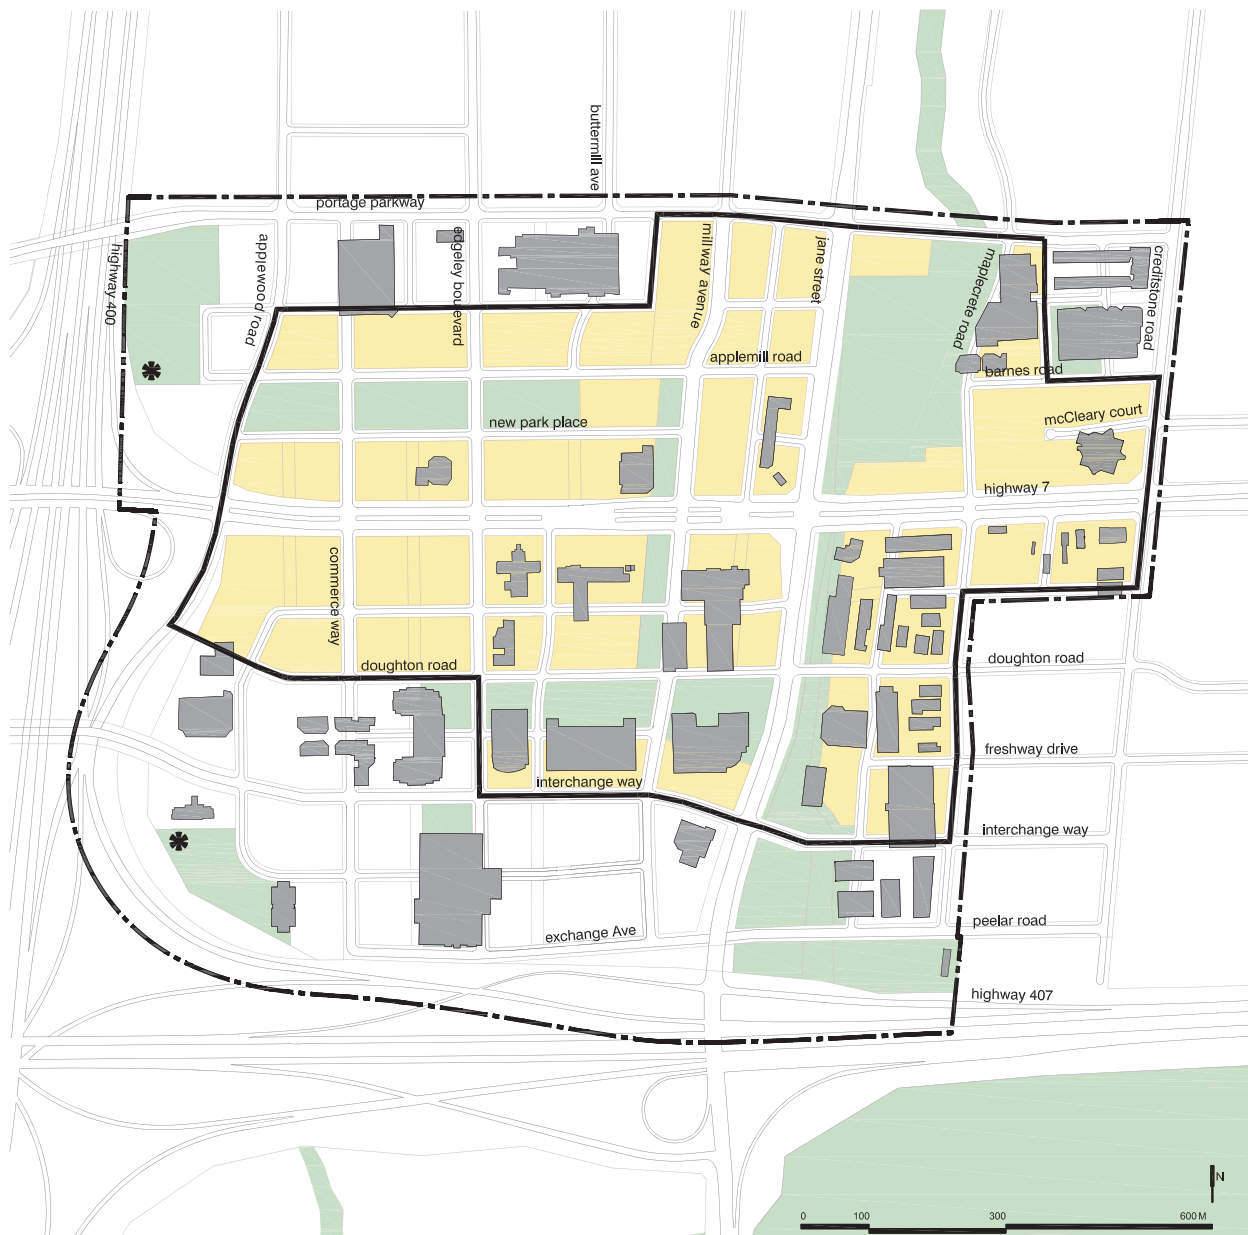 buttermill ave
portage parkway
highway 400
applewood road
edgeley bouevard
millway avenue
jane street
maplecrete road
creditstone road
applemill road
barnes road
new park place
mcCleary court
highway 7
commerce way
doughton road
doughton road
freshway drive
interchange way
interchange way
peelar road
exchange Ave
highway 407
N
0 100 300 600 M